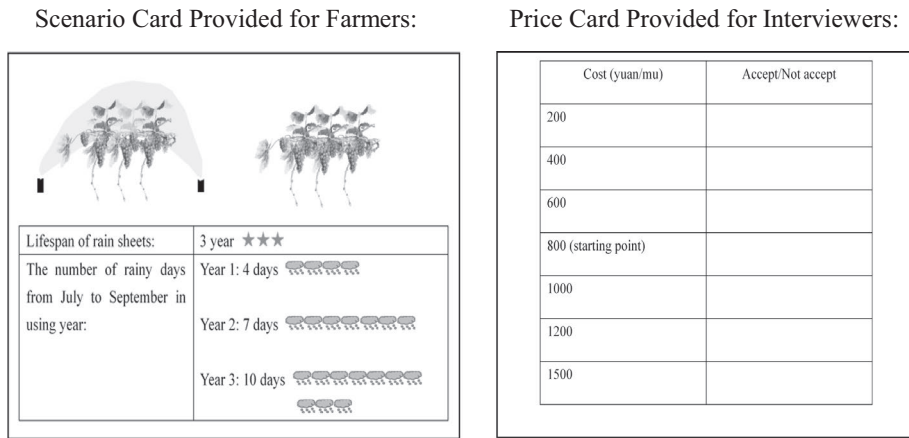 Scenario Card Provided for Farmers:
Lifespan of rain sheets:
3 year
The number of rainy days
from July to September in
using year:
Year 1: 4 days
Year 2: 7 days
Year 3: 10 days
Price Card Provided for Interviewers:
Cost (yuan/mu)
Accept/Not accept
200
400
600
800 (starting point)
1000
1200
1500